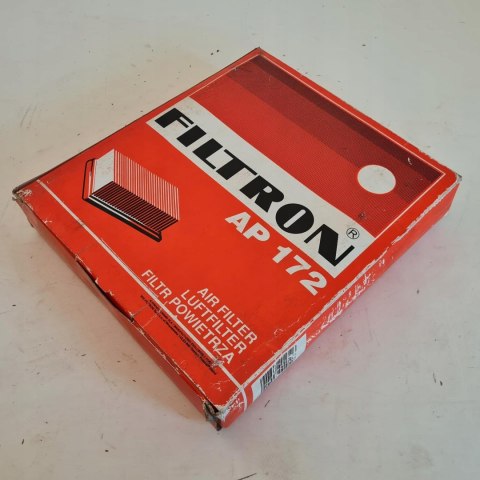 FILTRON®
AP 172
AIR FILTER
LUFTFILTER
FILTR POWIETRZA